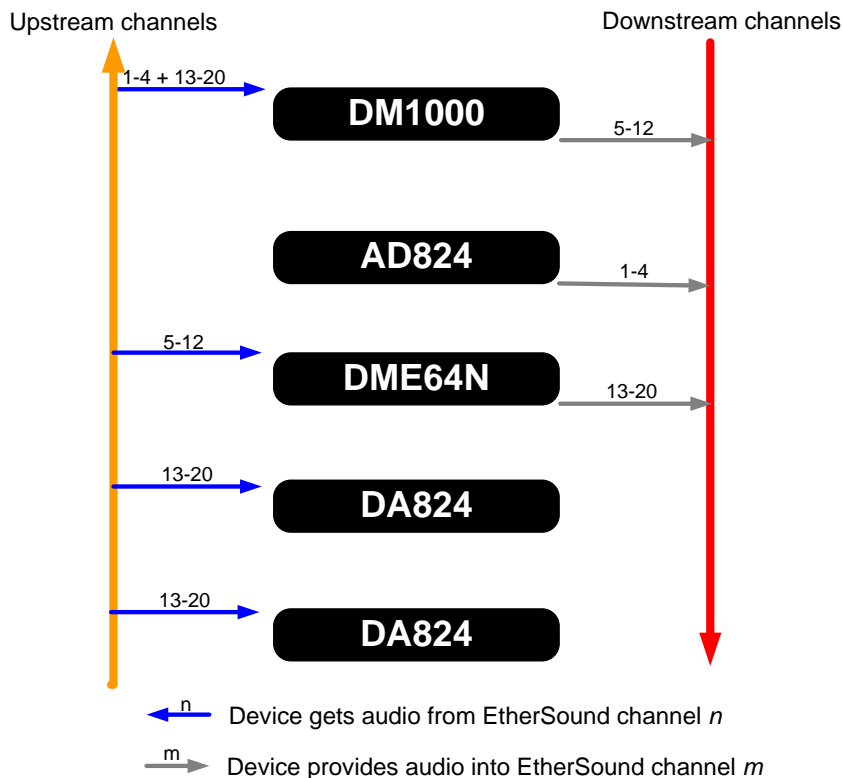 Upstream channels
Downstream channels
1-4 + 13-20
DM1000
5-12
AD824
1-4
5-12
DME64N
13-20
13-20
DA824
13-20
DA824
n
Device gets audio from EtherSound channel n
m
Device provides audio into EtherSound channel m